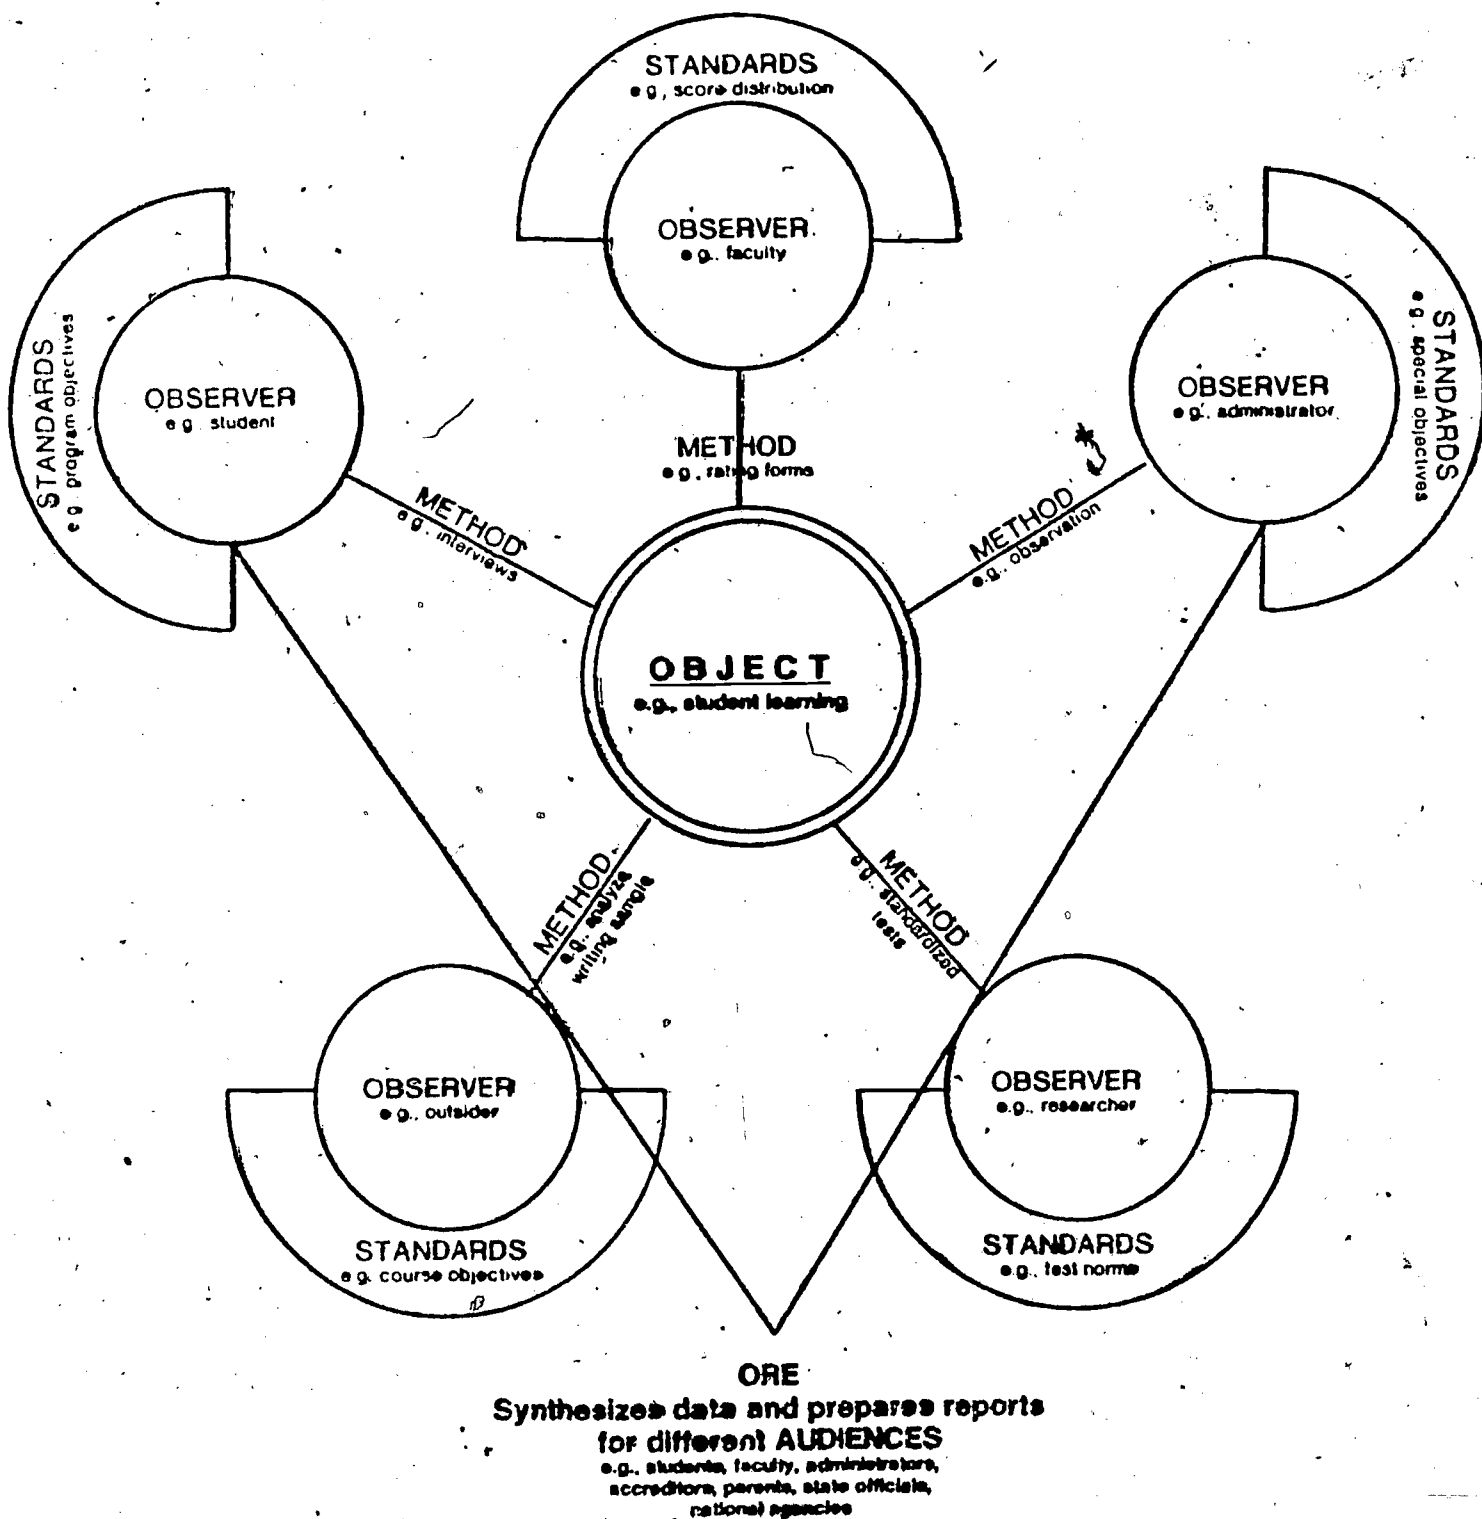 STANDARDS
e.g., score distribution
OBSERVER
e.g., faculty
STANDARDS
e.g. program objectives
OBSERVER
e.g. student
OBSERVER
e.g., administrator
STANDARDS
e.g. special objectives
METHOD
e.g., rating forms
METHOD
e.g. interviews
METHOD
e.g., observation
OBJECT
e.g., student learning
METHOD
e.g., analyze
writing sample
METHOD
e.g., standardized
tests
OBSERVER
e.g., outsider
OBSERVER
e.g., researcher
STANDARDS
e.g. course objectives
STANDARDS
e.g., test norms
ORE
Synthesizes data and prepares reports
for different AUDIENCES
e.g., students, faculty, administrators,
accreditors, parents, state officials,
national agencies